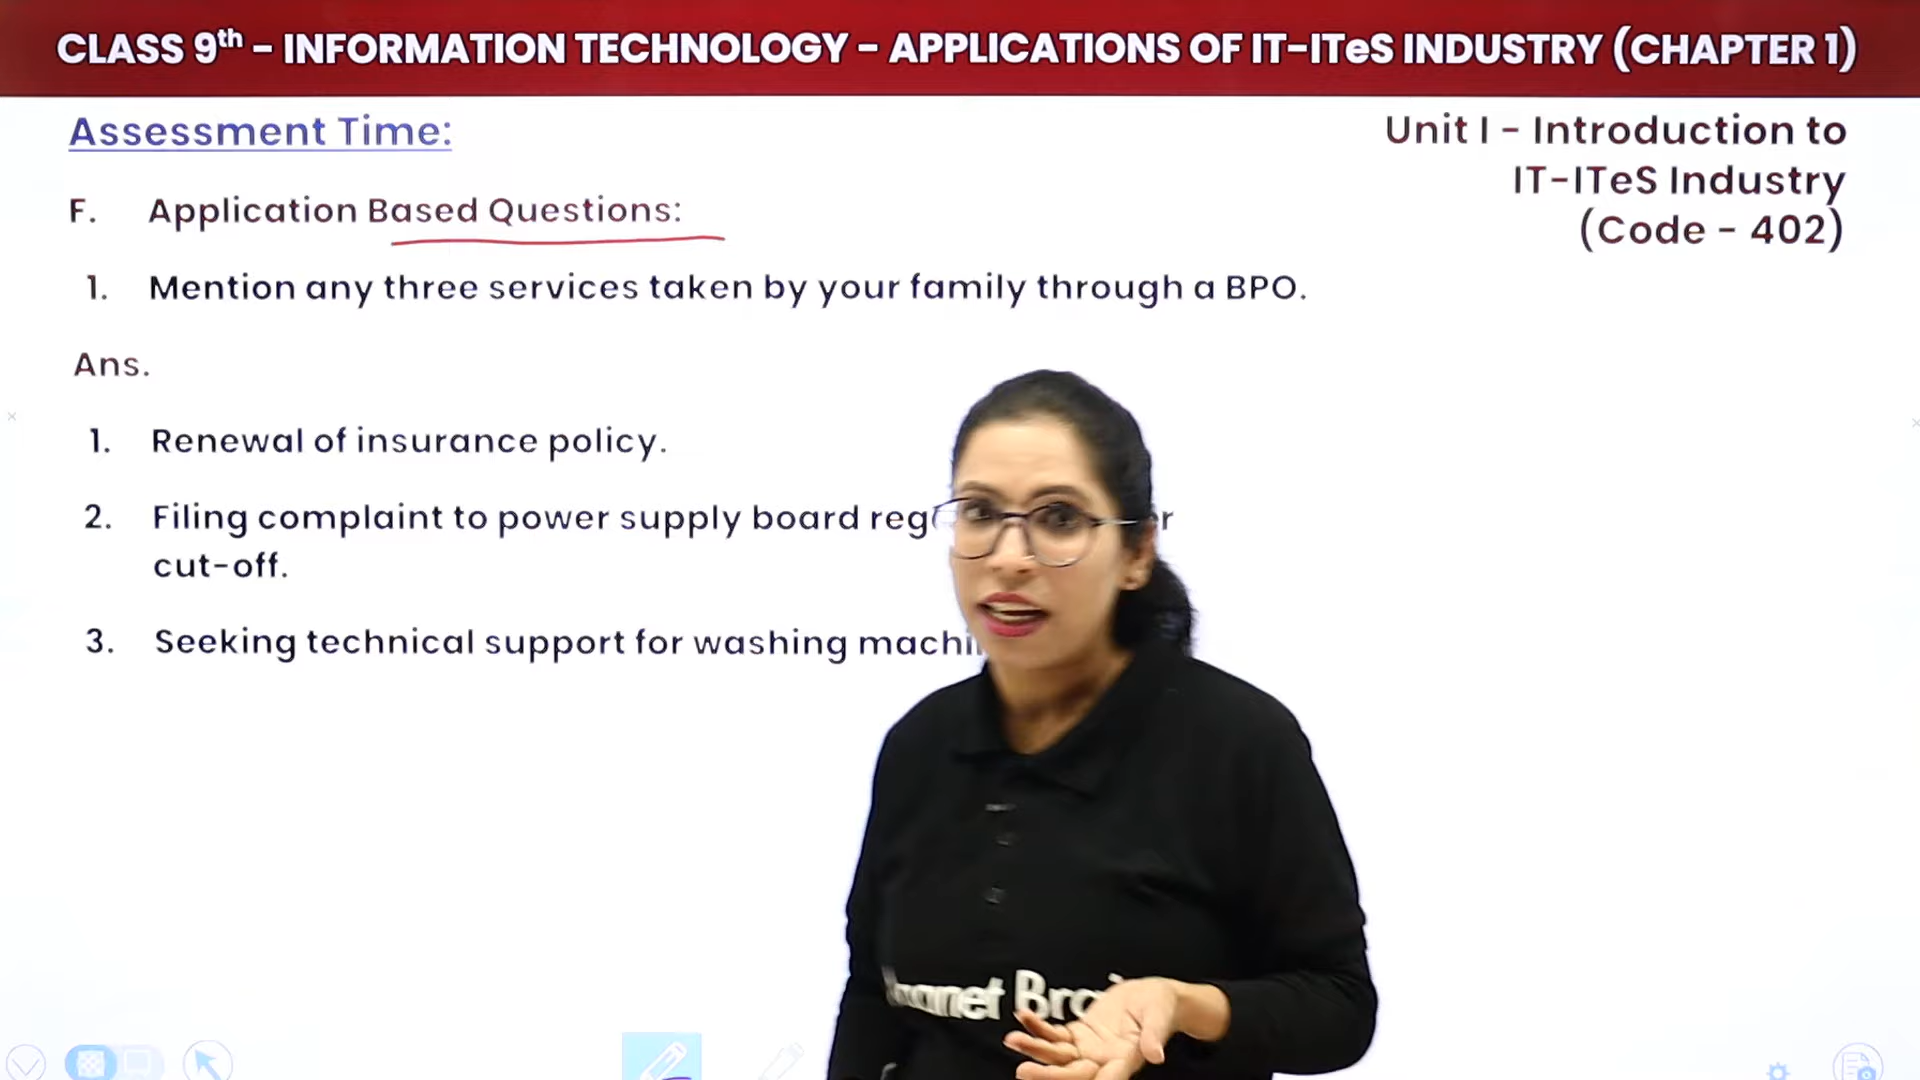 CLASS 9th – INFORMATION TECHNOLOGY – APPLICATIONS OF IT-ITeS INDUSTRY (CHAPTER 1)
Assessment Time:
Unit I – Introduction to
IT-ITeS Industry
(Code – 402)
F. Application Based Questions:
1. Mention any three services taken by your family through a BPO.
Ans.
1. Renewal of insurance policy.
2. Filing complaint to power supply board
cut-off.
3. Seeking technical support for washing